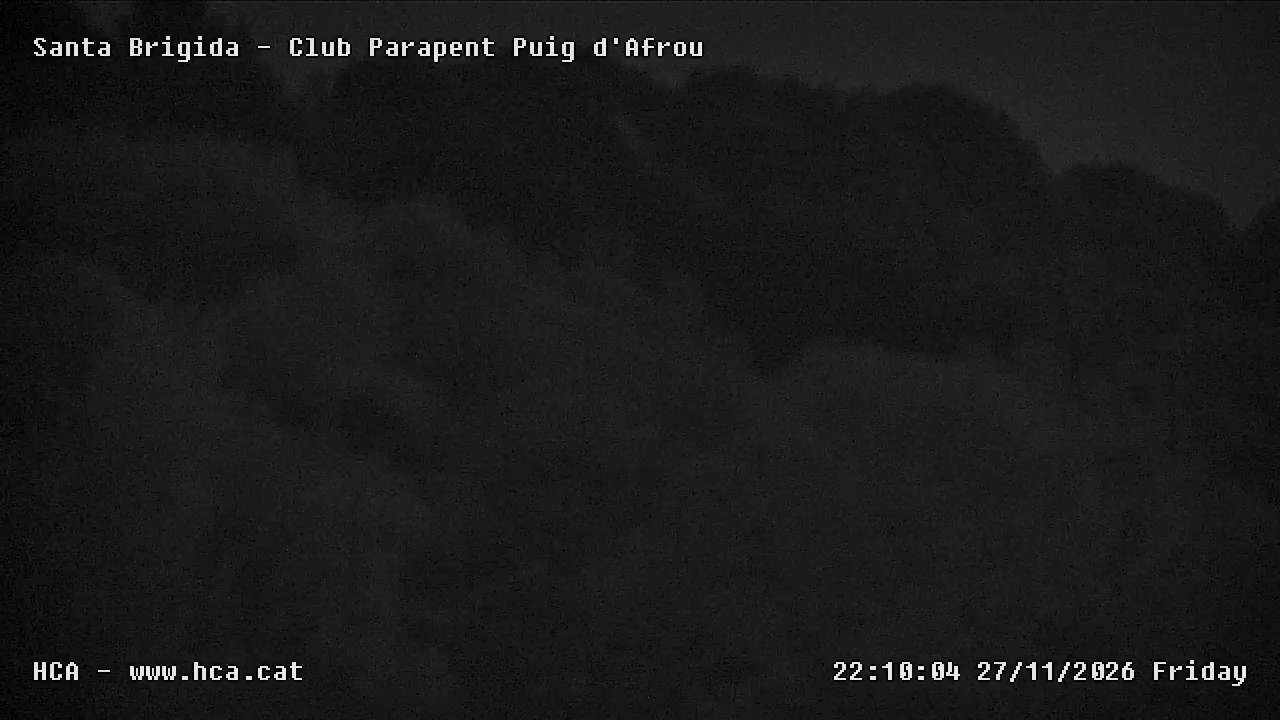 Santa Brigida - Club Parapent Puig d'Afrou
HCA - www.hca.cat
22:10:04 27/11/2026 Friday